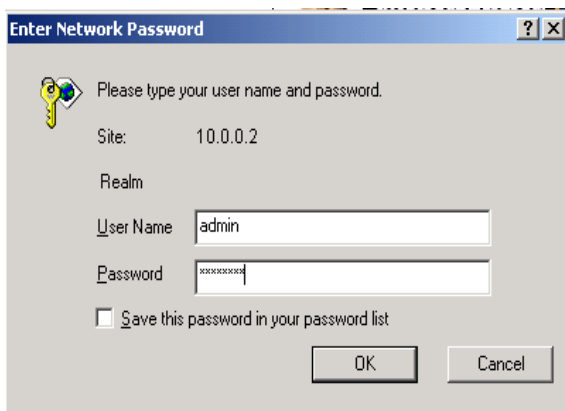 Enter Network Password
Please type your user name and password.
Site: 10.0.0.2
Realm
User Name admin
Password xxxxxxxx
Save this password in your password list
OK Cancel